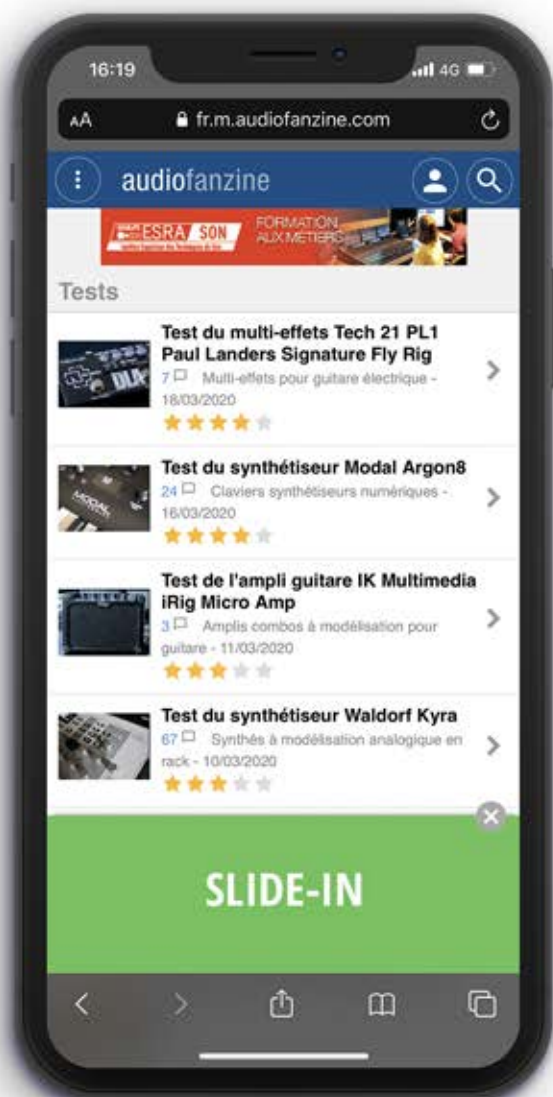 16:19
4G
AA
fr.m.audiofanzine.com
audiofanzine
ESRA SON
FORMATION
AUX METIERS
Tests
Test du multi-effets Tech 21 PL1
Paul Landers Signature Fly Rig
7 Multi-effets pour guitare électrique -
18/03/2020
Test du synthétiseur Modal Argon8
24 Claviers synthétiseurs numériques -
16/03/2020
MODAL
Test de l'ampli guitare IK Multimedia
iRig Micro Amp
3 Amplis combos à modélisation pour
guitare - 11/03/2020
Test du synthétiseur Waldorf Kyra
67 Synthés à modélisation analogique en
rack - 10/03/2020
SLIDE-IN